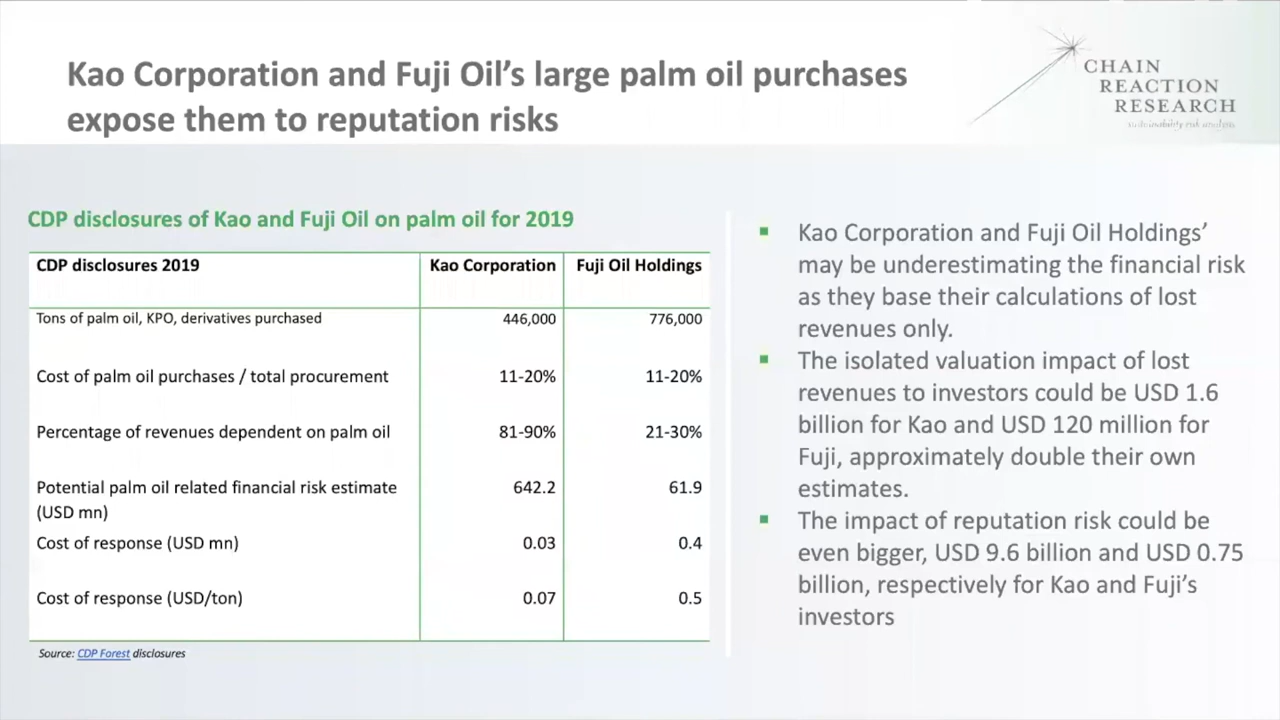 Kao Corporation and Fuji Oil’s large palm oil purchases
expose them to reputation risks
CHAIN
REACTION
RESEARCH
sustainability risk analysis
CDP disclosures of Kao and Fuji Oil on palm oil for 2019
CDP disclosures 2019 Kao Corporation Fuji Oil Holdings
Tons of palm oil, KPO, derivatives purchased 446,000 776,000
Cost of palm oil purchases / total procurement 11-20% 11-20%
Percentage of revenues dependent on palm oil 81-90% 21-30%
Potential palm oil related financial risk estimate 642.2 61.9
(USD mn)
Cost of response (USD mn) 0.03 0.4
Cost of response (USD/ton) 0.07 0.5
Source: CDP Forest disclosures
▪ Kao Corporation and Fuji Oil Holdings’
may be underestimating the financial risk
as they base their calculations of lost
revenues only.
▪ The isolated valuation impact of lost
revenues to investors could be USD 1.6
billion for Kao and USD 120 million for
Fuji, approximately double their own
estimates.
▪ The impact of reputation risk could be
even bigger, USD 9.6 billion and USD 0.75
billion, respectively for Kao and Fuji’s
investors